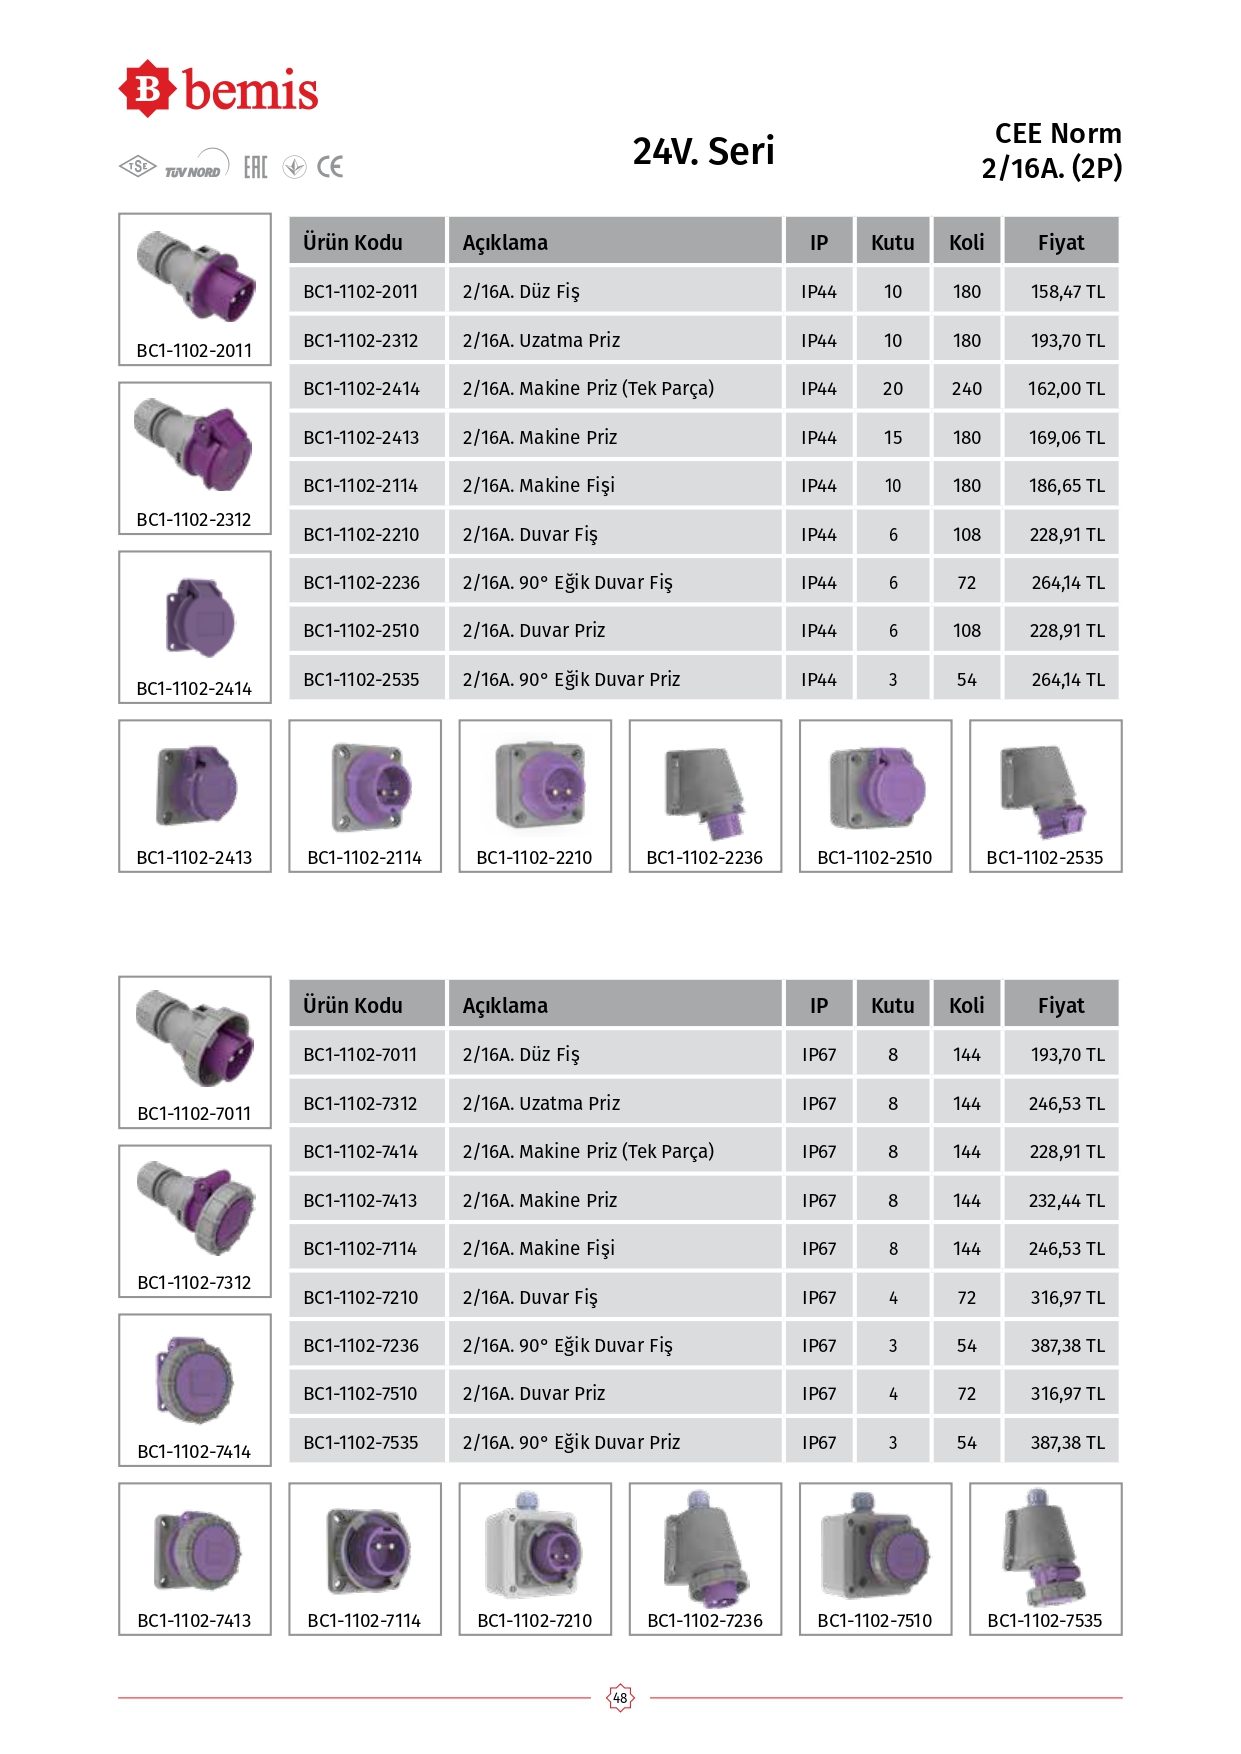 B bemis
TSE TÜV NORD EAC CE
24V. Seri
CEE Norm
2/16A. (2P)
BC1-1102-2011
BC1-1102-2312
BC1-1102-2414
Ürün Kodu Açıklama IP Kutu Koli Fiyat
BC1-1102-2011 2/16A. Düz Fiş IP44 10 180 158,47 TL
BC1-1102-2312 2/16A. Uzatma Priz IP44 10 180 193,70 TL
BC1-1102-2414 2/16A. Makine Priz (Tek Parça) IP44 20 240 162,00 TL
BC1-1102-2413 2/16A. Makine Priz IP44 15 180 169,06 TL
BC1-1102-2114 2/16A. Makine Fişi IP44 10 180 186,65 TL
BC1-1102-2210 2/16A. Duvar Fiş IP44 6 108 228,91 TL
BC1-1102-2236 2/16A. 90° Eğik Duvar Fiş IP44 6 72 264,14 TL
BC1-1102-2510 2/16A. Duvar Priz IP44 6 108 228,91 TL
BC1-1102-2535 2/16A. 90° Eğik Duvar Priz IP44 3 54 264,14 TL
BC1-1102-2413 BC1-1102-2114 BC1-1102-2210 BC1-1102-2236 BC1-1102-2510 BC1-1102-2535
BC1-1102-7011
BC1-1102-7312
BC1-1102-7414
Ürün Kodu Açıklama IP Kutu Koli Fiyat
BC1-1102-7011 2/16A. Düz Fiş IP67 8 144 193,70 TL
BC1-1102-7312 2/16A. Uzatma Priz IP67 8 144 246,53 TL
BC1-1102-7414 2/16A. Makine Priz (Tek Parça) IP67 8 144 228,91 TL
BC1-1102-7413 2/16A. Makine Priz IP67 8 144 232,44 TL
BC1-1102-7114 2/16A. Makine Fişi IP67 8 144 246,53 TL
BC1-1102-7210 2/16A. Duvar Fiş IP67 4 72 316,97 TL
BC1-1102-7236 2/16A. 90° Eğik Duvar Fiş IP67 3 54 387,38 TL
BC1-1102-7510 2/16A. Duvar Priz IP67 4 72 316,97 TL
BC1-1102-7535 2/16A. 90° Eğik Duvar Priz IP67 3 54 387,38 TL
BC1-1102-7413 BC1-1102-7114 BC1-1102-7210 BC1-1102-7236 BC1-1102-7510 BC1-1102-7535
48